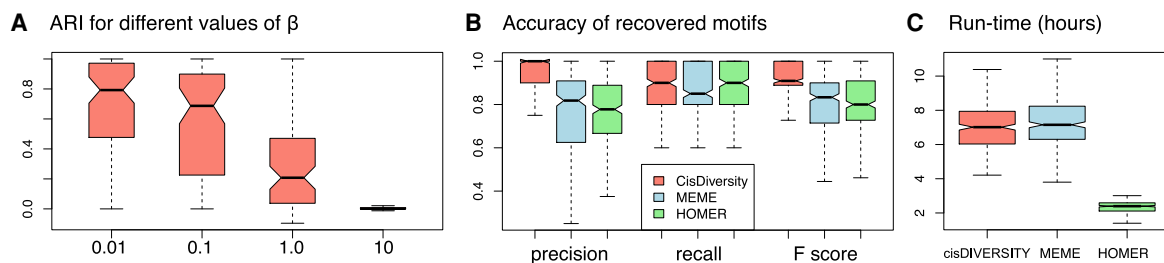 A ARI for different values of β
0.8
0.4
0.0
0.01 0.1 1.0 10
B Accuracy of recovered motifs
1.0
0.8
0.6
0.4
CisDiversity
MEME
HOMER
precision recall F score
C Run-time (hours)
10
8
6
4
2
cisDIVERSITY MEME HOMER